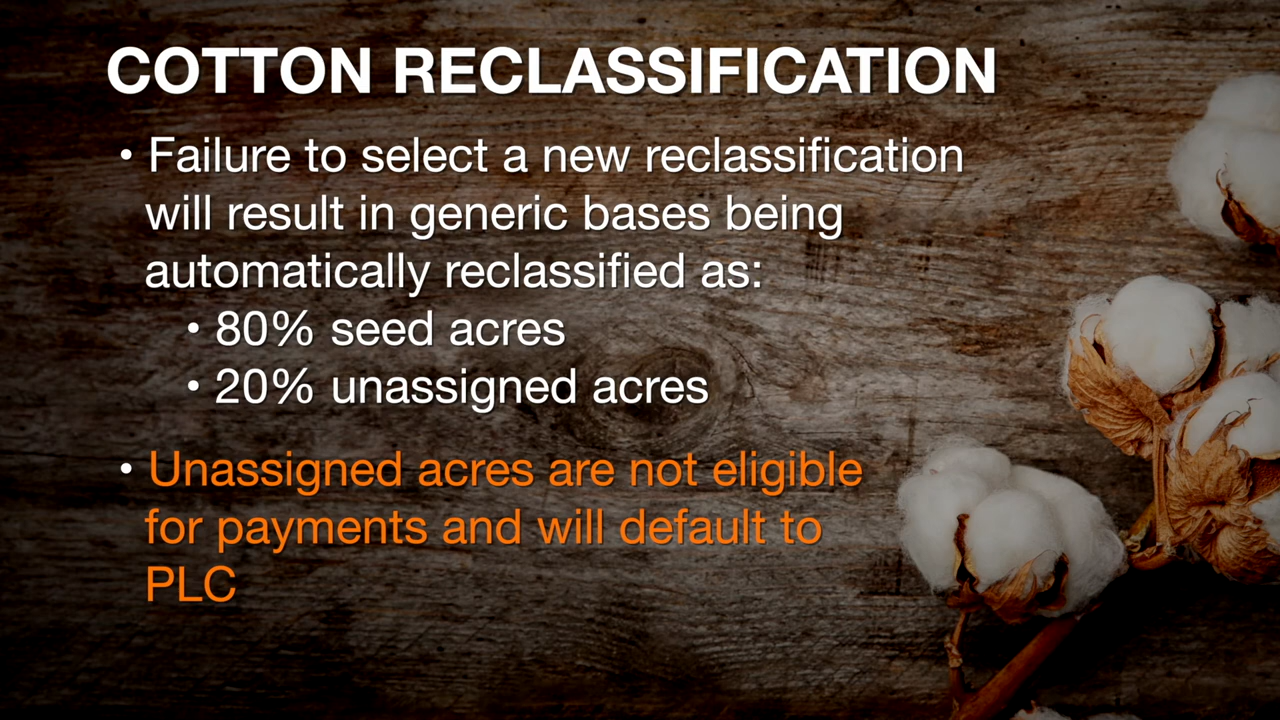 COTTON RECLASSIFICATION
• Failure to select a new reclassification
will result in generic bases being
automatically reclassified as:
• 80% seed acres
• 20% unassigned acres
• Unassigned acres are not eligible
for payments and will default to
PLC